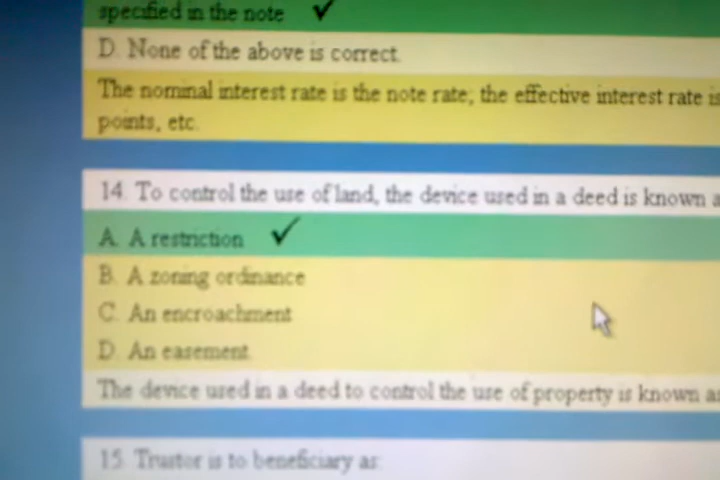 specified in the note ✓
D. None of the above is correct.
The nominal interest rate is the note rate; the effective interest rate is
points, etc.
14. To control the use of land, the device used in a deed is known a
A. A restriction ✓
B. A zoning ordinance
C. An encroachment
D. An easement.
The device used in a deed to control the use of property is known as
15. Trustor is to beneficiary as: